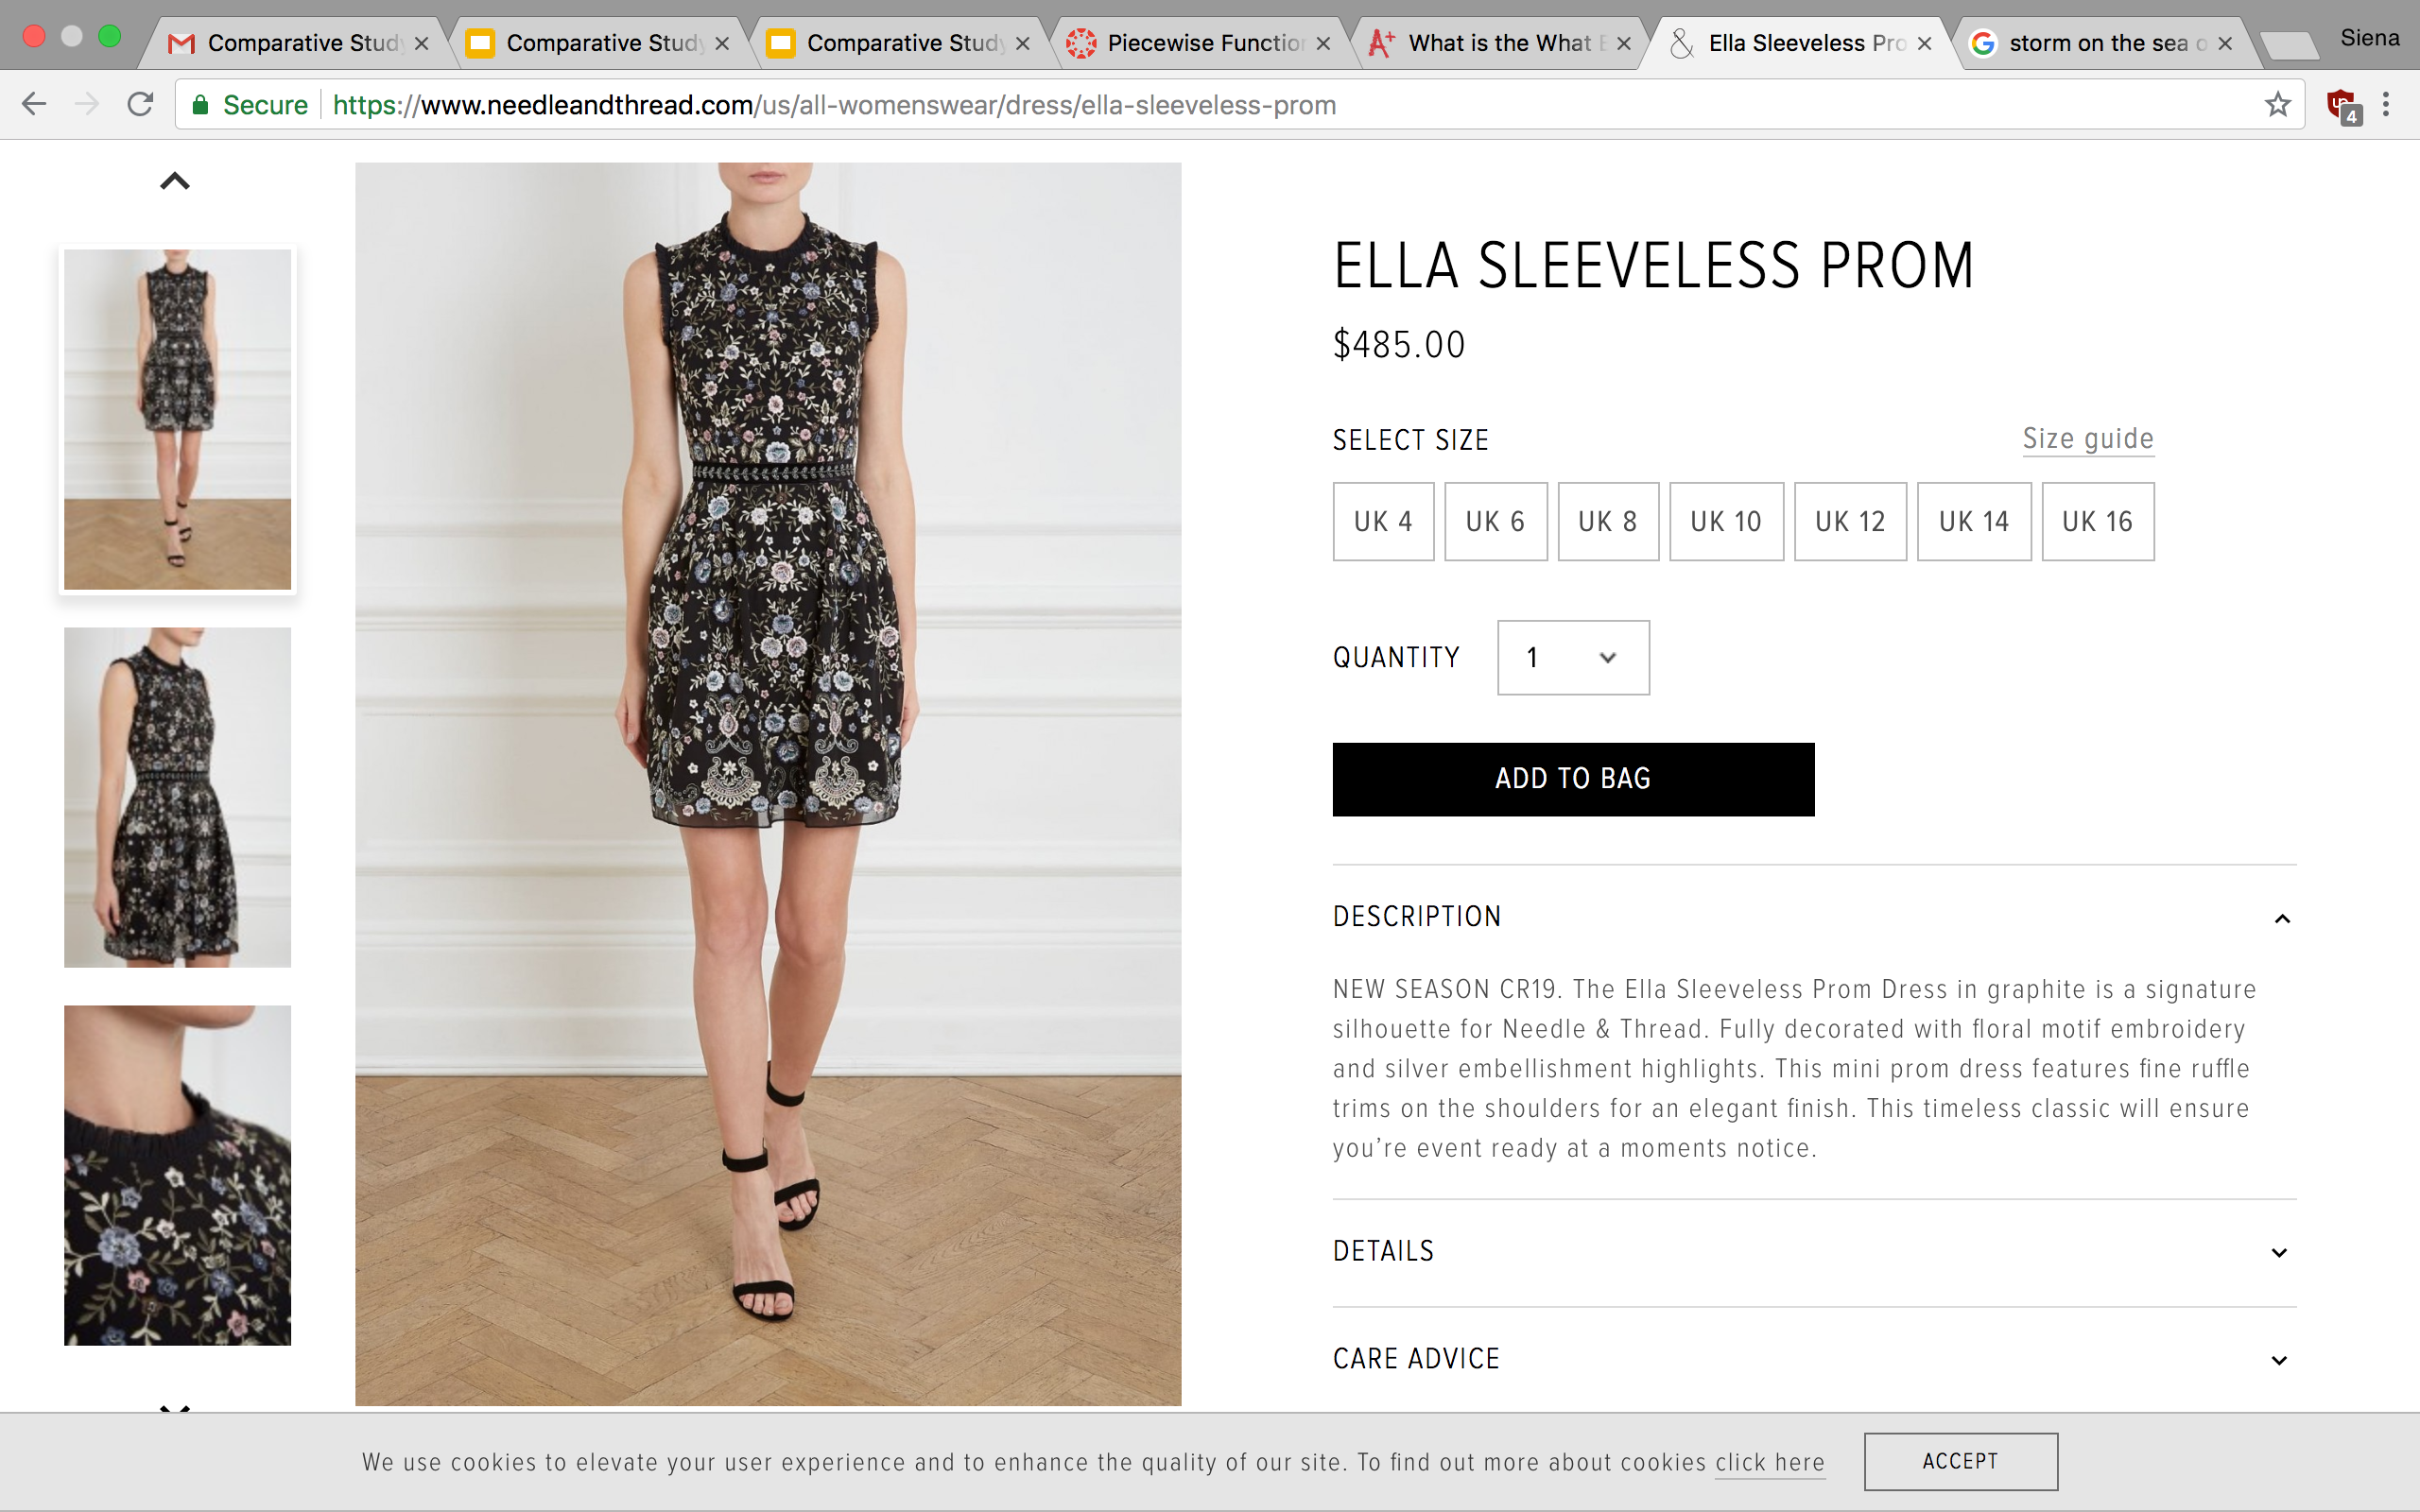 Comparative Study
Comparative Study
Comparative Study
Piecewise Function
What is the What
Ella Sleeveless Pro
storm on the sea o
Siena
Secure
https://www.needleandthread.com/us/all-womenswear/dress/ella-sleeveless-prom
4
ELLA SLEEVELESS PROM
$485.00
SELECT SIZE
Size guide
UK 4
UK 6
UK 8
UK 10
UK 12
UK 14
UK 16
QUANTITY
1
ADD TO BAG
DESCRIPTION
NEW SEASON CR19. The Ella Sleeveless Prom Dress in graphite is a signature
silhouette for Needle & Thread. Fully decorated with floral motif embroidery
and silver embellishment highlights. This mini prom dress features fine ruffle
trims on the shoulders for an elegant finish. This timeless classic will ensure
you’re event ready at a moments notice.
DETAILS
CARE ADVICE
We use cookies to elevate your user experience and to enhance the quality of our site. To find out more about cookies click here
ACCEPT